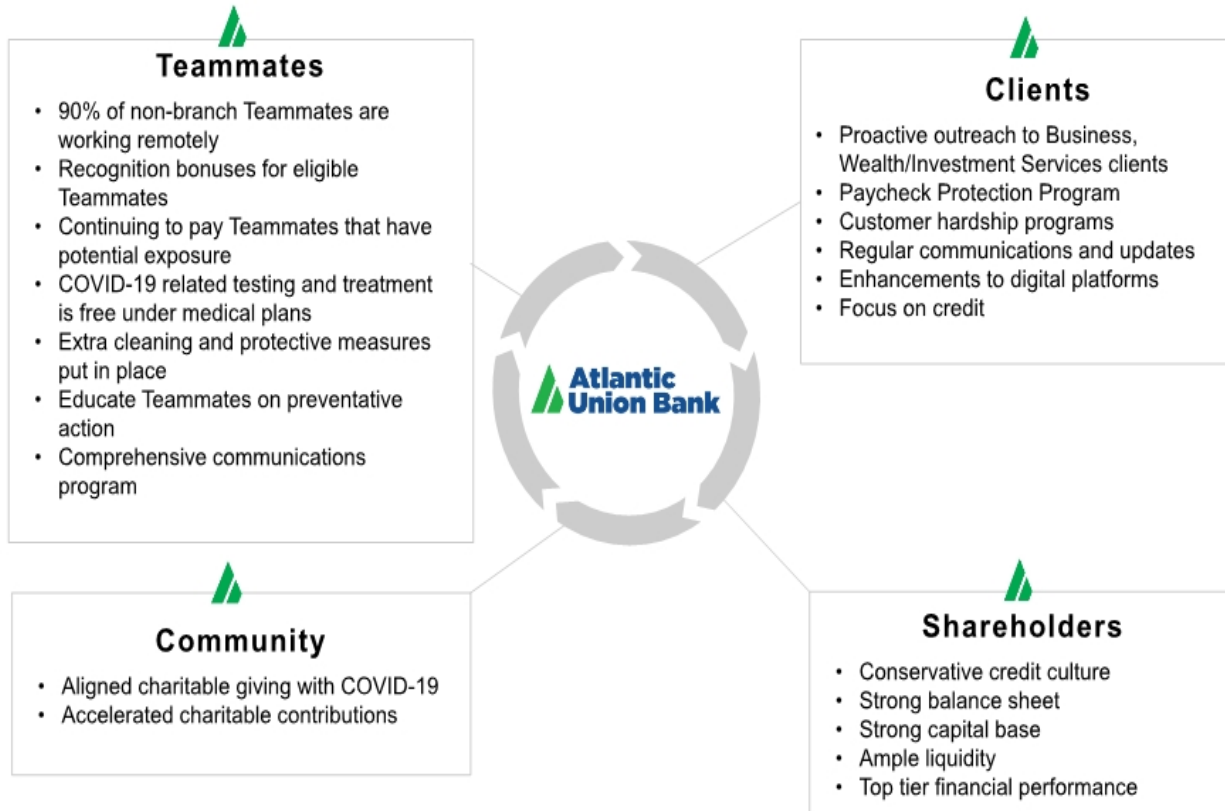 Teammates
• 90% of non-branch Teammates are
working remotely
• Recognition bonuses for eligible
Teammates
• Continuing to pay Teammates that have
potential exposure
• COVID-19 related testing and treatment
is free under medical plans
• Extra cleaning and protective measures
put in place
• Educate Teammates on preventative
action
• Comprehensive communications
program
Clients
• Proactive outreach to Business,
Wealth/Investment Services clients
• Paycheck Protection Program
• Customer hardship programs
• Regular communications and updates
• Enhancements to digital platforms
• Focus on credit
Atlantic
Union Bank
Community
• Aligned charitable giving with COVID-19
• Accelerated charitable contributions
Shareholders
• Conservative credit culture
• Strong balance sheet
• Strong capital base
• Ample liquidity
• Top tier financial performance